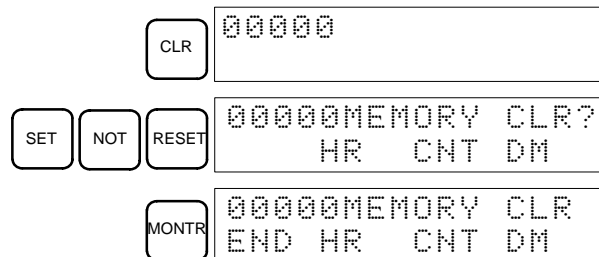 CLR
00000
SET NOT RESET
00000MEMORY CLR?
HR CNT DM
MONTR
00000MEMORY CLR
END HR CNT DM